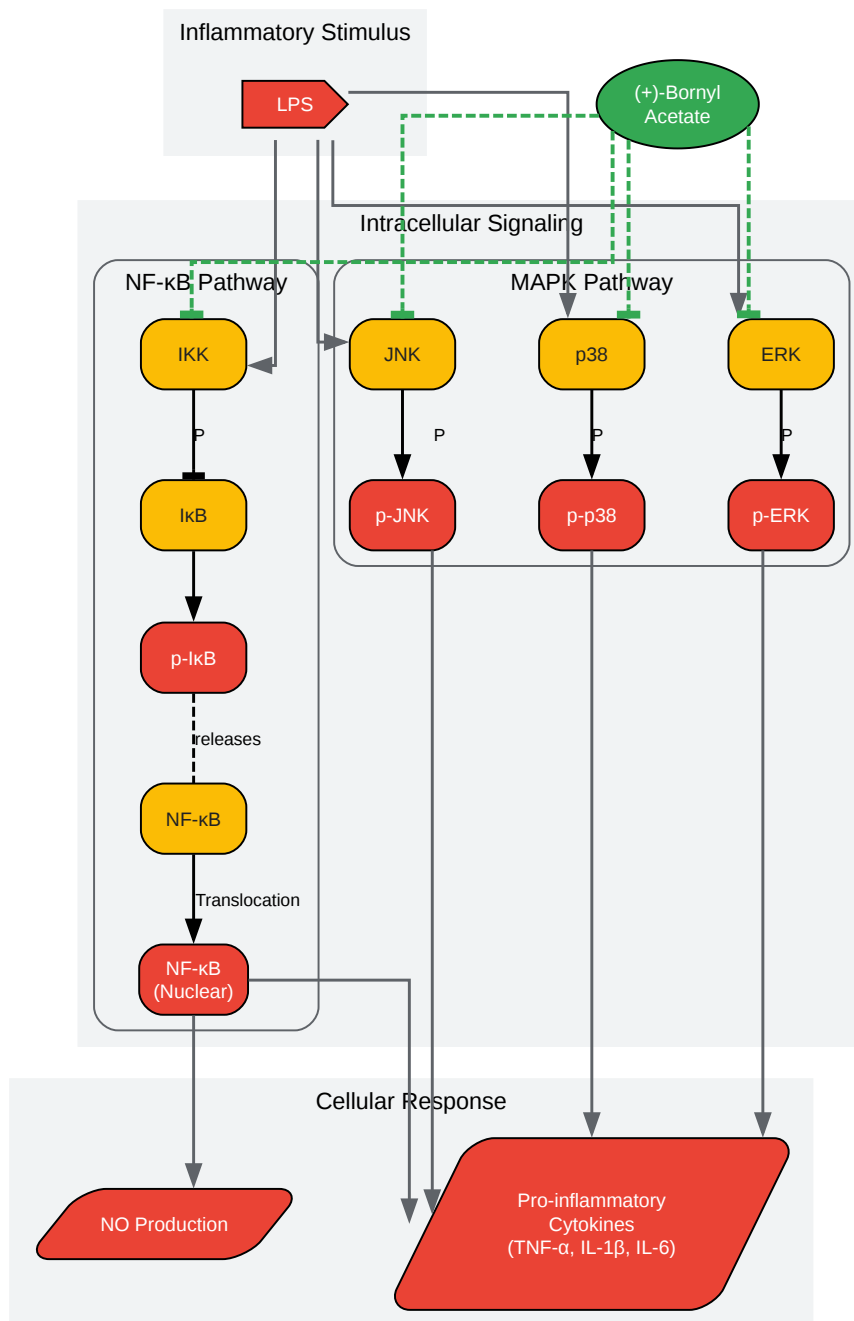 Inflammatory Stimulus
LPS
(+)-Bornyl
Acetate
Intracellular Signaling
NF-κB Pathway
MAPK Pathway
IKK
JNK
p38
ERK
P
P
P
P
IκB
p-JNK
p-p38
p-ERK
p-IκB
releases
NF-κB
Translocation
NF-κB
(Nuclear)
Cellular Response
NO Production
Pro-inflammatory
Cytokines
(TNF-α, IL-1β, IL-6)